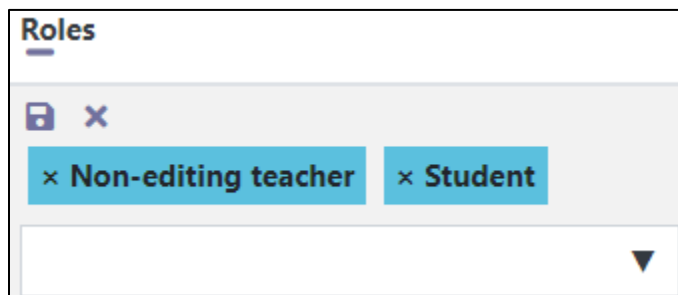 Roles
× Non-editing teacher × Student